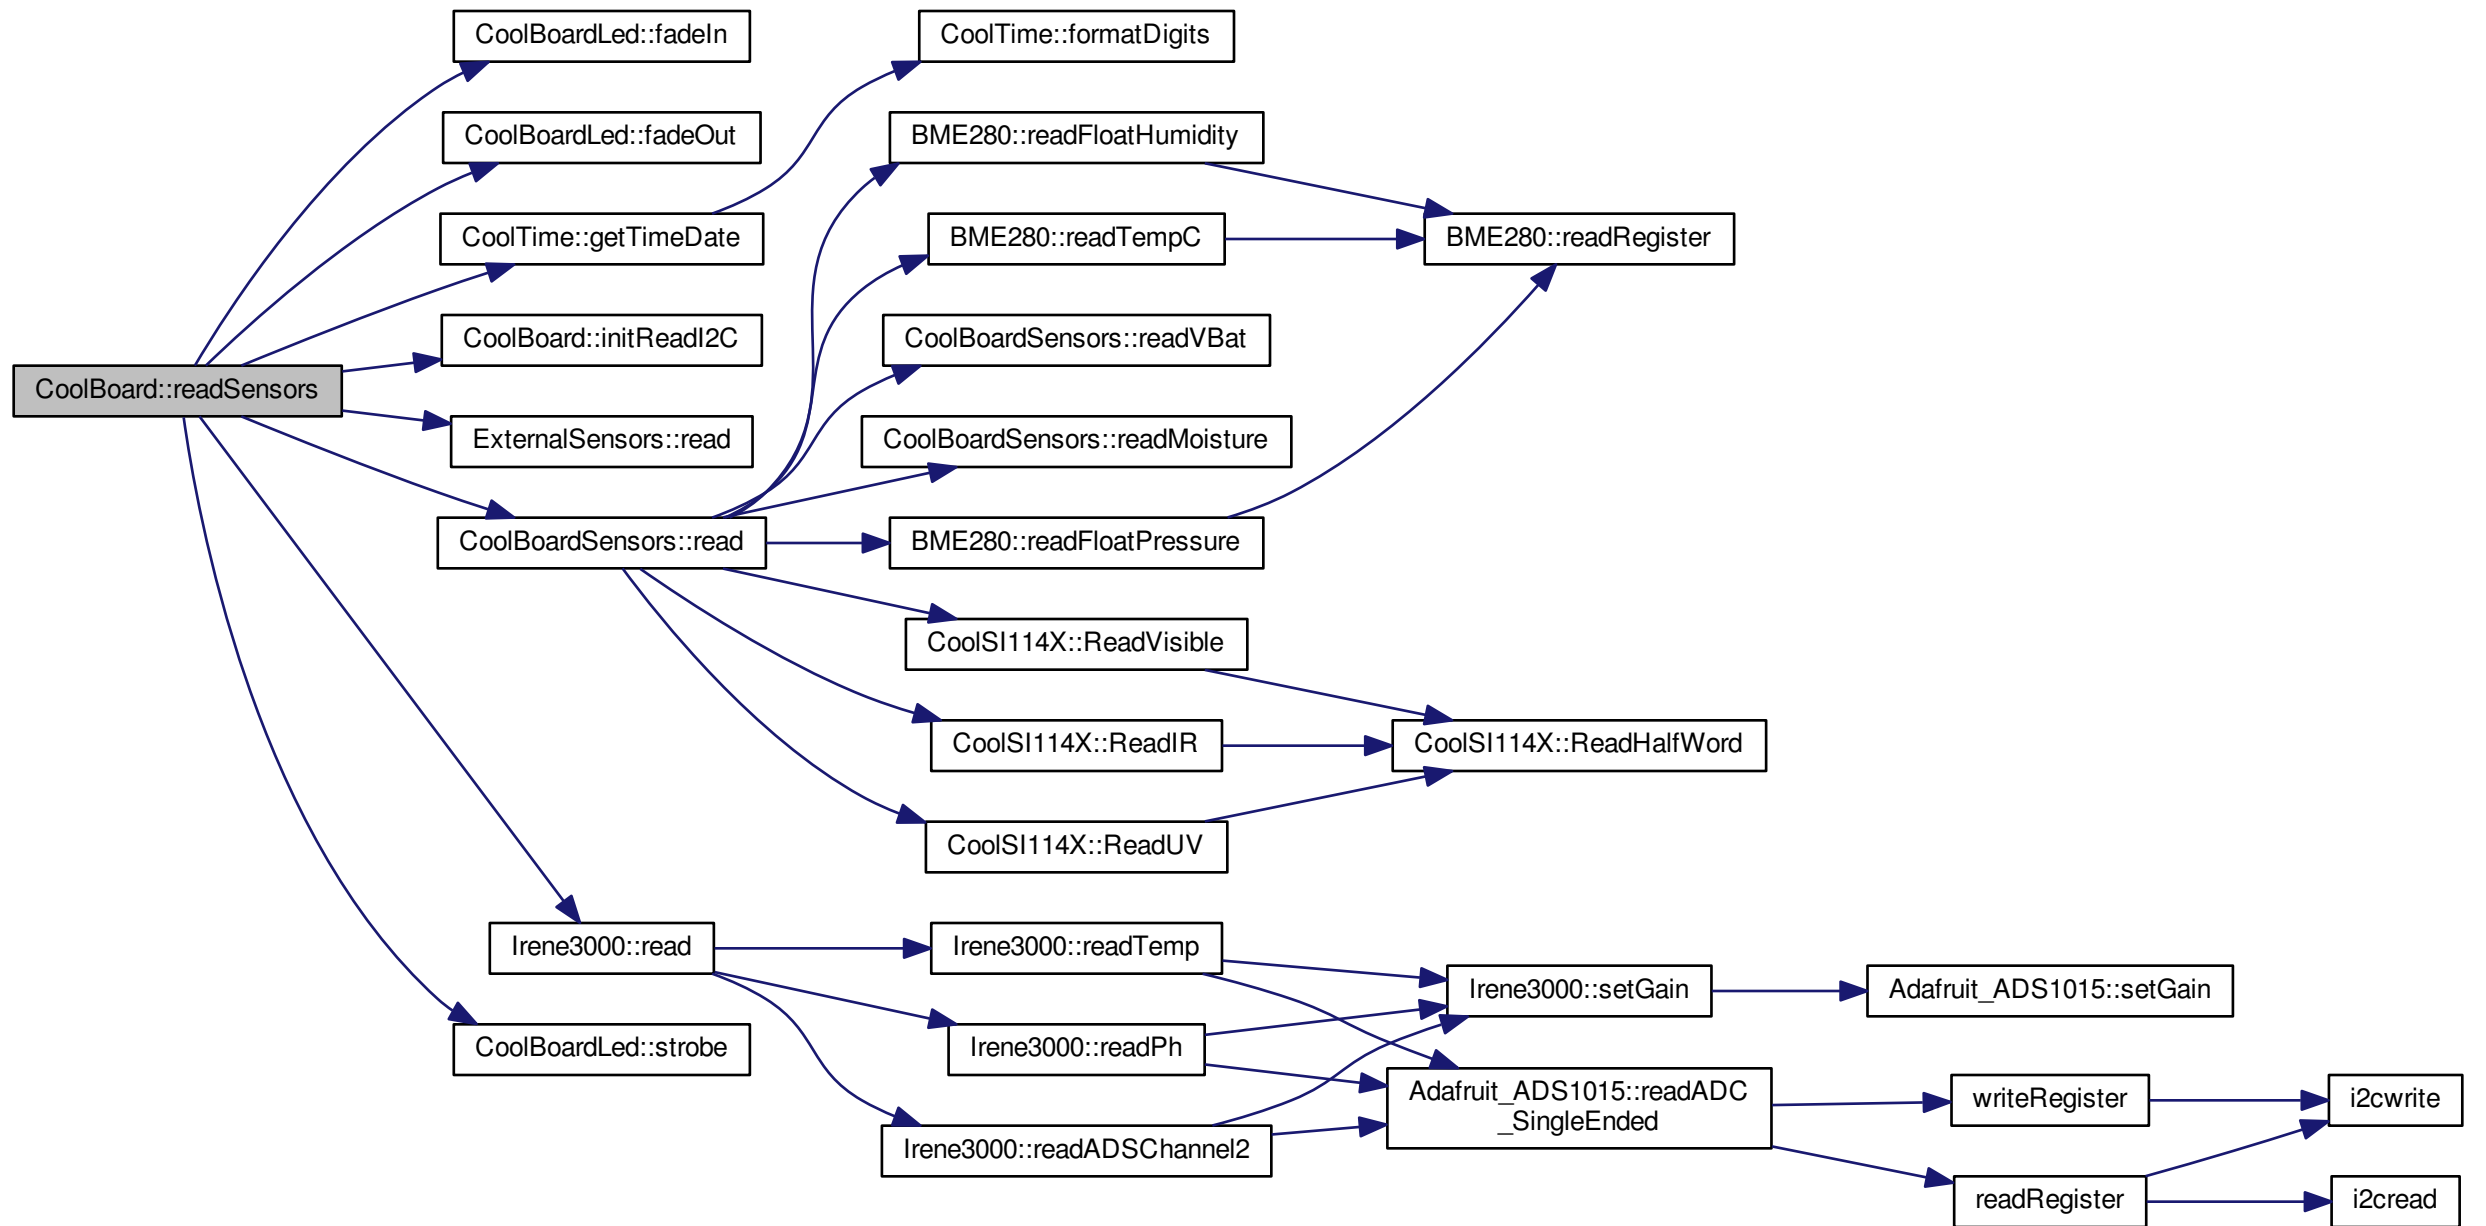 CoolBoard::readSensors
CoolBoardLed::fadeIn
CoolBoardLed::fadeOut
CoolTime::getTimeDate
CoolBoard::initReadI2C
ExternalSensors::read
CoolBoardSensors::read
Irene3000::read
CoolBoardLed::strobe
CoolTime::formatDigits
BME280::readFloatHumidity
BME280::readTempC
CoolBoardSensors::readVBat
CoolBoardSensors::readMoisture
BME280::readFloatPressure
CoolSI114X::ReadVisible
CoolSI114X::ReadIR
CoolSI114X::ReadUV
Irene3000::readTemp
Irene3000::readPh
Irene3000::readADSChannel2
BME280::readRegister
CoolSI114X::ReadHalfWord
Irene3000::setGain
Adafruit_ADS1015::readADC
_SingleEnded
Adafruit_ADS1015::setGain
writeRegister
readRegister
i2cwrite
i2cread